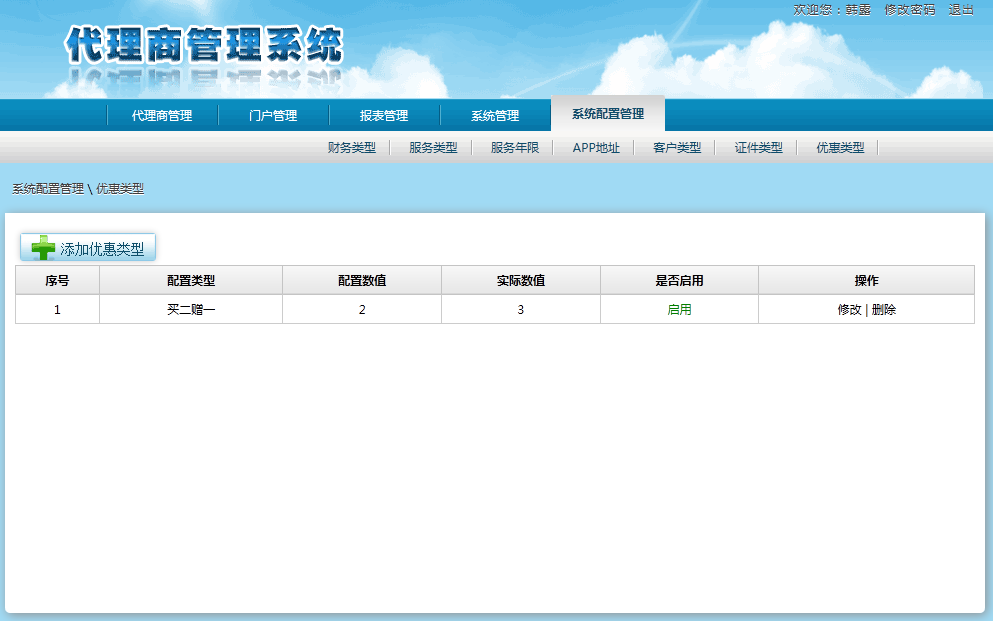 欢迎您：韩露 修改密码 退出
代理商管理系统
代理商管理 门户管理 报表管理 系统管理 系统配置管理
财务类型 服务类型 服务年限 APP地址 客户类型 证件类型 优惠类型
系统配置管理 \ 优惠类型
添加优惠类型
序号 配置类型 配置数值 实际数值 是否启用 操作
1 买二赠一 2 3 启用 修改 | 删除